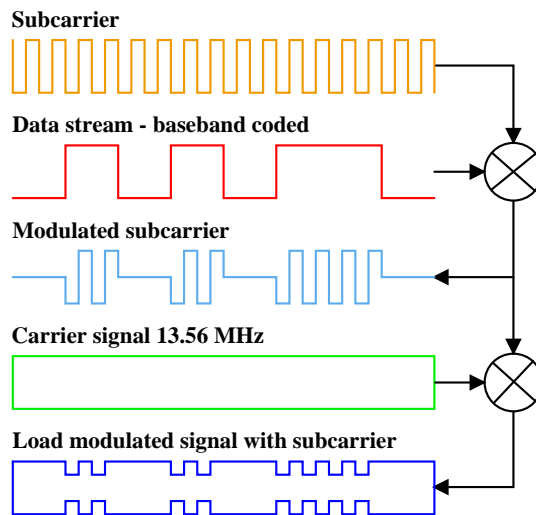 Subcarrier
Data stream - baseband coded
Modulated subcarrier
Carrier signal 13.56 MHz
Load modulated signal with subcarrier